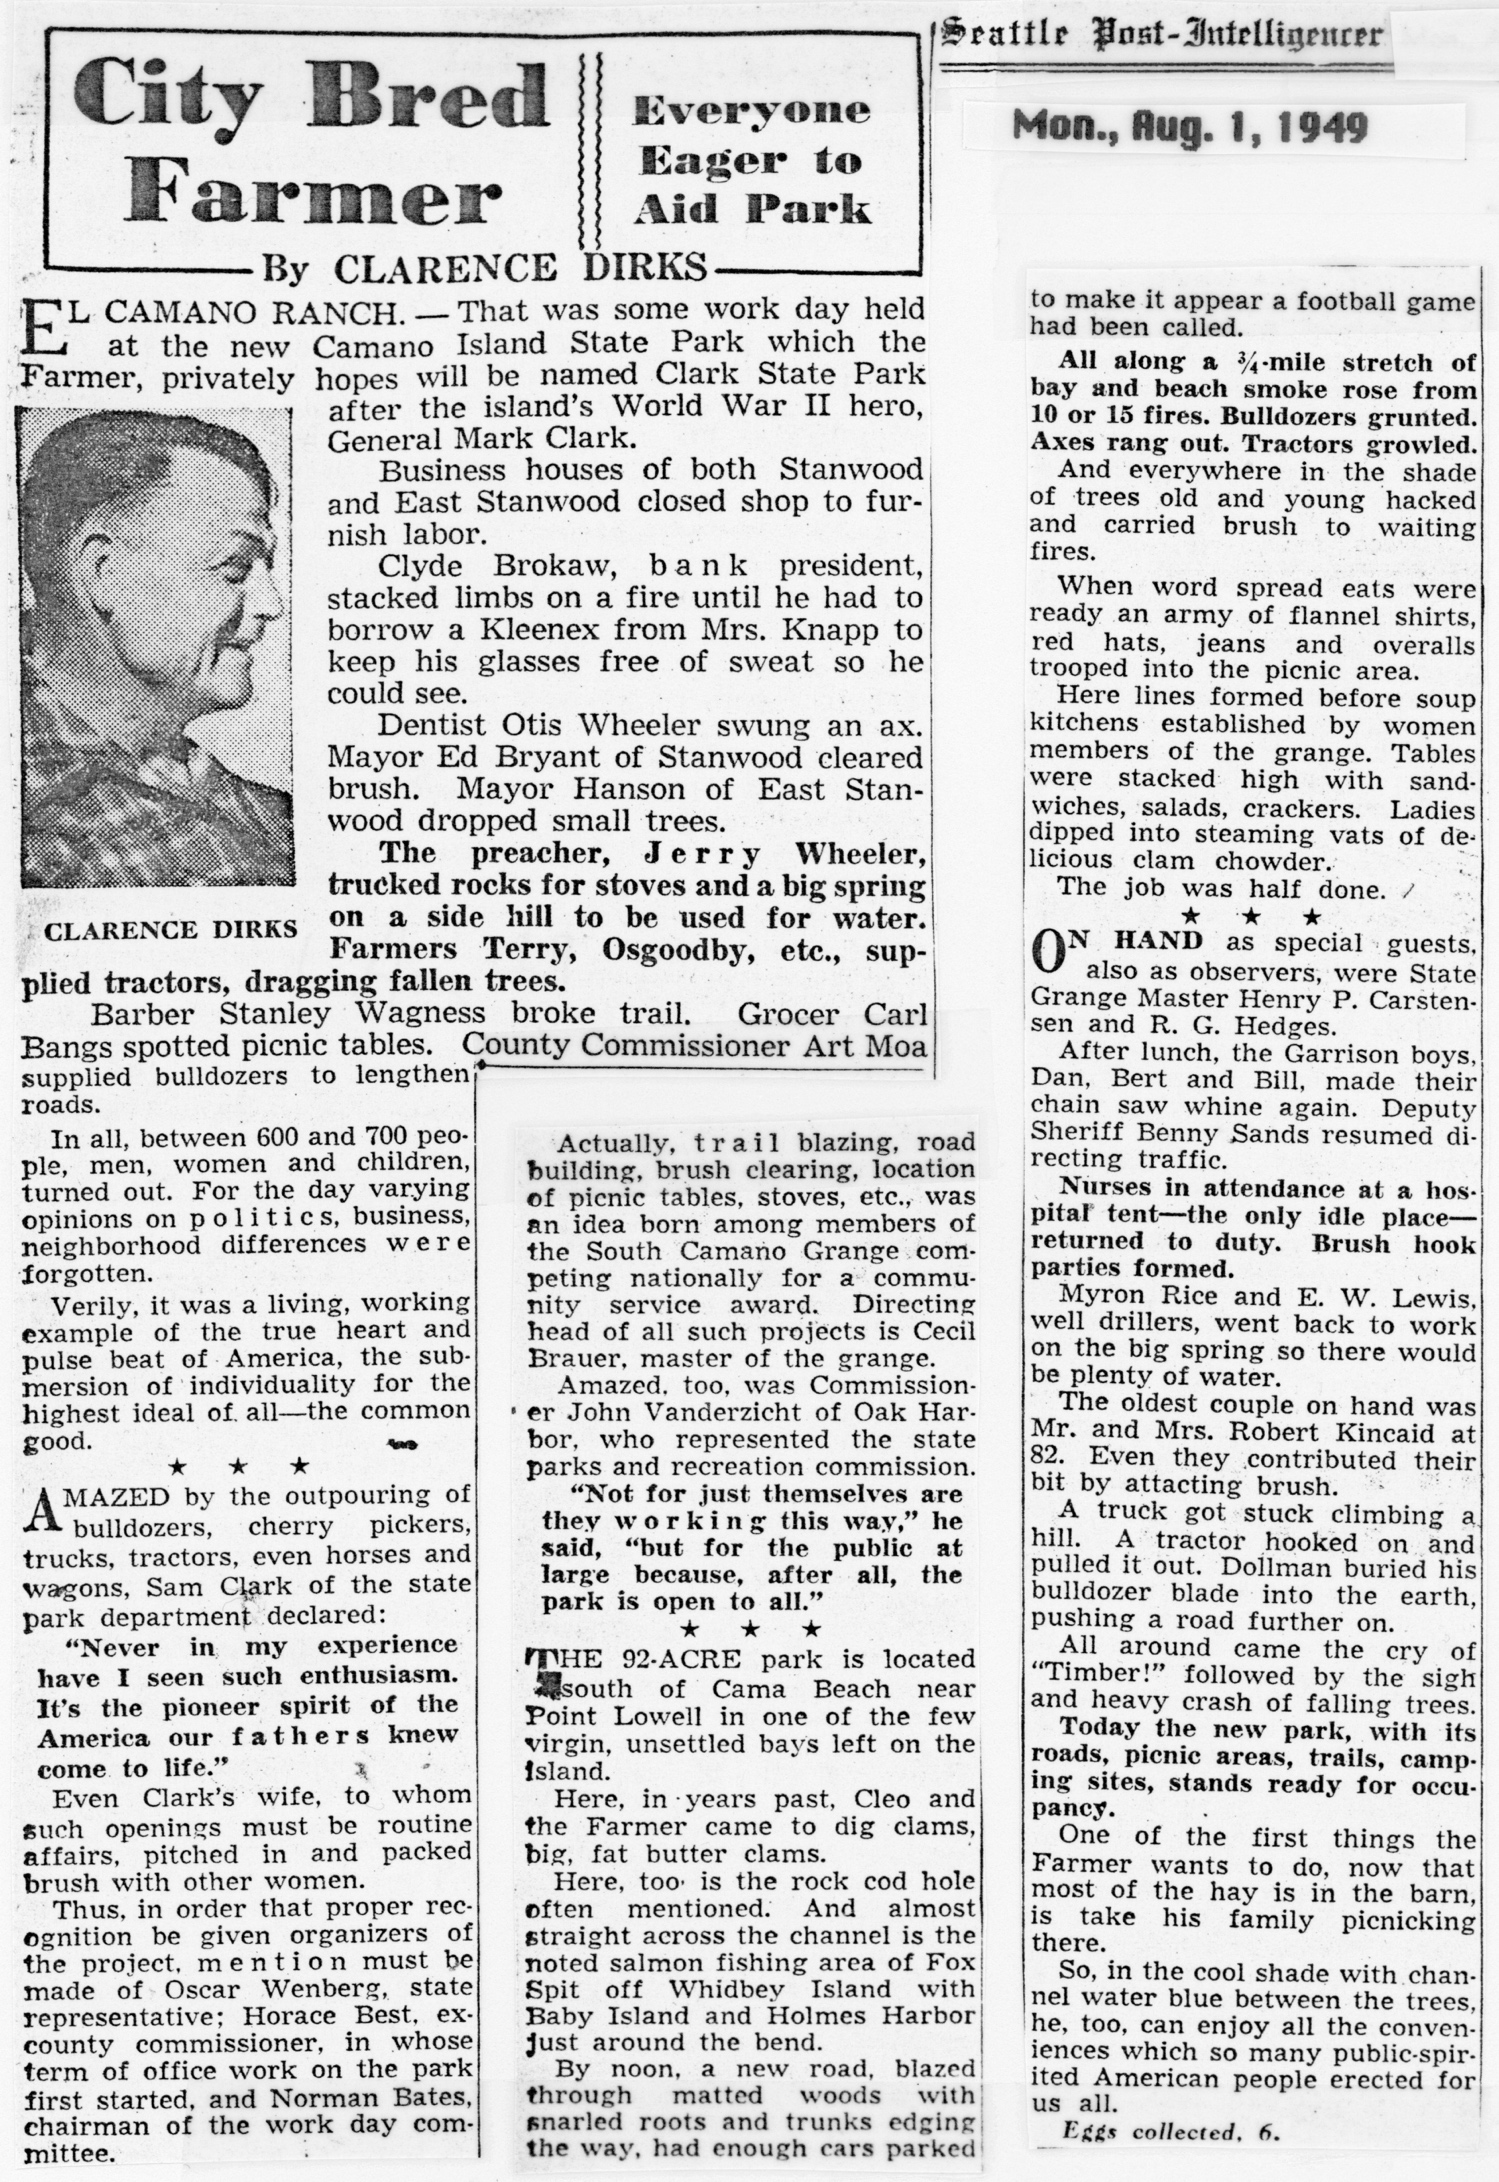 City Bred
Farmer
Everyone
Eager to
Aid Park
By CLARENCE DIRKS
Seattle Post-Intelligencer
Mon., Aug. 1, 1949
EL CAMANO RANCH. — That was some work day held
at the new Camano Island State Park which the
Farmer, privately hopes will be named Clark State Park
after the island's World War II hero,
General Mark Clark.
Business houses of both Stanwood
and East Stanwood closed shop to fur-
nish labor.
Clyde Brokaw, bank president,
stacked limbs on a fire until he had to
borrow a Kleenex from Mrs. Knapp to
keep his glasses free of sweat so he
could see.
Dentist Otis Wheeler swung an ax.
Mayor Ed Bryant of Stanwood cleared
brush. Mayor Hanson of East Stan-
wood dropped small trees.
The preacher, Jerry Wheeler,
trucked rocks for stoves and a big spring
on a side hill to be used for water.
Farmers Terry, Osgoodby, etc., sup-
CLARENCE DIRKS
plied tractors, dragging fallen trees.
Barber Stanley Wagness broke trail. Grocer Carl
Bangs spotted picnic tables. County Commissioner Art Moa
supplied bulldozers to lengthen
roads.
In all, between 600 and 700 peo-
ple, men, women and children,
turned out. For the day varying
opinions on politics, business,
neighborhood differences were
forgotten.
Verily, it was a living, working
example of the true heart and
pulse beat of America, the sub-
mersion of individuality for the
highest ideal of all—the common
good.
★ ★ ★
AMAZED by the outpouring of
bulldozers, cherry pickers,
trucks, tractors, even horses and
wagons, Sam Clark of the state
park department declared:
"Never in my experience
have I seen such enthusiasm.
It's the pioneer spirit of the
America our fathers knew
come to life."
Even Clark's wife, to whom
such openings must be routine
affairs, pitched in and packed
brush with other women.
Thus, in order that proper rec-
ognition be given organizers of
the project, mention must be
made of Oscar Wenberg, state
representative; Horace Best, ex-
county commissioner, in whose
term of office work on the park
first started, and Norman Bates,
chairman of the work day com-
mittee.
Actually, trail blazing, road
building, brush clearing, location
of picnic tables, stoves, etc., was
an idea born among members of
the South Camano Grange com-
peting nationally for a commu-
nity service award. Directing
head of all such projects is Cecil
Brauer, master of the grange.
Amazed, too, was Commission-
er John Vanderzicht of Oak Har-
bor, who represented the state
parks and recreation commission.
"Not for just themselves are
they working this way," he
said, "but for the public at
large because, after all, the
park is open to all."
★ ★ ★
THE 92-ACRE park is located
south of Cama Beach near
Point Lowell in one of the few
virgin, unsettled bays left on the
island.
Here, in years past, Cleo and
the Farmer came to dig clams,
big, fat butter clams.
Here, too is the rock cod hole
often mentioned. And almost
straight across the channel is the
noted salmon fishing area of Fox
Spit off Whidbey Island with
Baby Island and Holmes Harbor
just around the bend.
By noon, a new road, blazed
through matted woods with
snarled roots and trunks edging
the way, had enough cars parked
to make it appear a football game
had been called.
All along a ¾-mile stretch of
bay and beach smoke rose from
10 or 15 fires. Bulldozers grunted.
Axes rang out. Tractors growled.
And everywhere in the shade
of trees old and young hacked
and carried brush to waiting
fires.
When word spread eats were
ready an army of flannel shirts,
red hats, jeans and overalls
trooped into the picnic area.
Here lines formed before soup
kitchens established by women
members of the grange. Tables
were stacked high with sand-
wiches, salads, crackers. Ladies
dipped into steaming vats of de-
licious clam chowder.
The job was half done.
★ ★ ★
ON HAND as special guests,
also as observers, were State
Grange Master Henry P. Carsten-
sen and R. G. Hedges.
After lunch, the Garrison boys,
Dan, Bert and Bill, made their
chain saw whine again. Deputy
Sheriff Benny Sands resumed di-
recting traffic.
Nurses in attendance at a hos-
pital tent—the only idle place—
returned to duty. Brush hook
parties formed.
Myron Rice and E. W. Lewis,
well drillers, went back to work
on the big spring so there would
be plenty of water.
The oldest couple on hand was
Mr. and Mrs. Robert Kincaid at
82. Even they contributed their
bit by attacting brush.
A truck got stuck climbing a
hill. A tractor hooked on and
pulled it out. Dollman buried his
bulldozer blade into the earth,
pushing a road further on.
All around came the cry of
"Timber!" followed by the sigh
and heavy crash of falling trees.
Today the new park, with its
roads, picnic areas, trails, camp-
ing sites, stands ready for occu-
pancy.
One of the first things the
Farmer wants to do, now that
most of the hay is in the barn,
is take his family picnicking
there.
So, in the cool shade with chan-
nel water blue between the trees,
he, too, can enjoy all the conven-
iences which so many public-spir-
ited American people erected for
us all.
Eggs collected, 6.